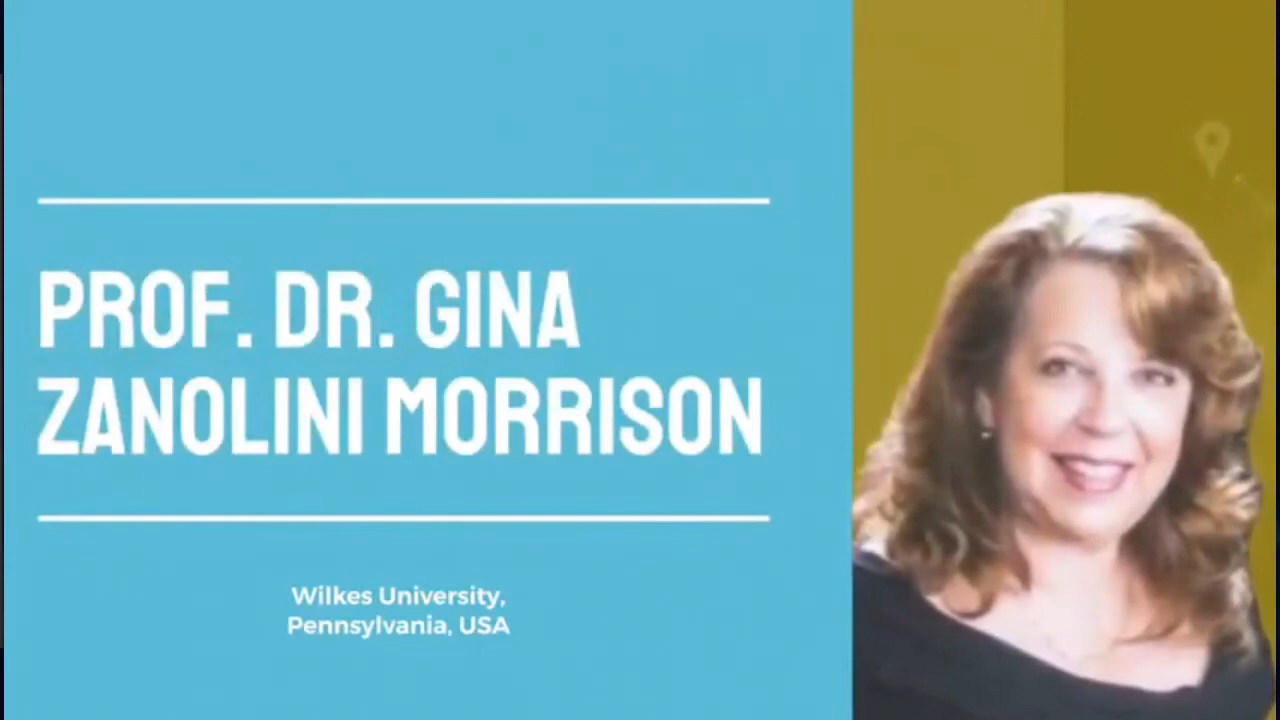 PROF. DR. GINA
ZANOLINI MORRISON
Wilkes University,
Pennsylvania, USA